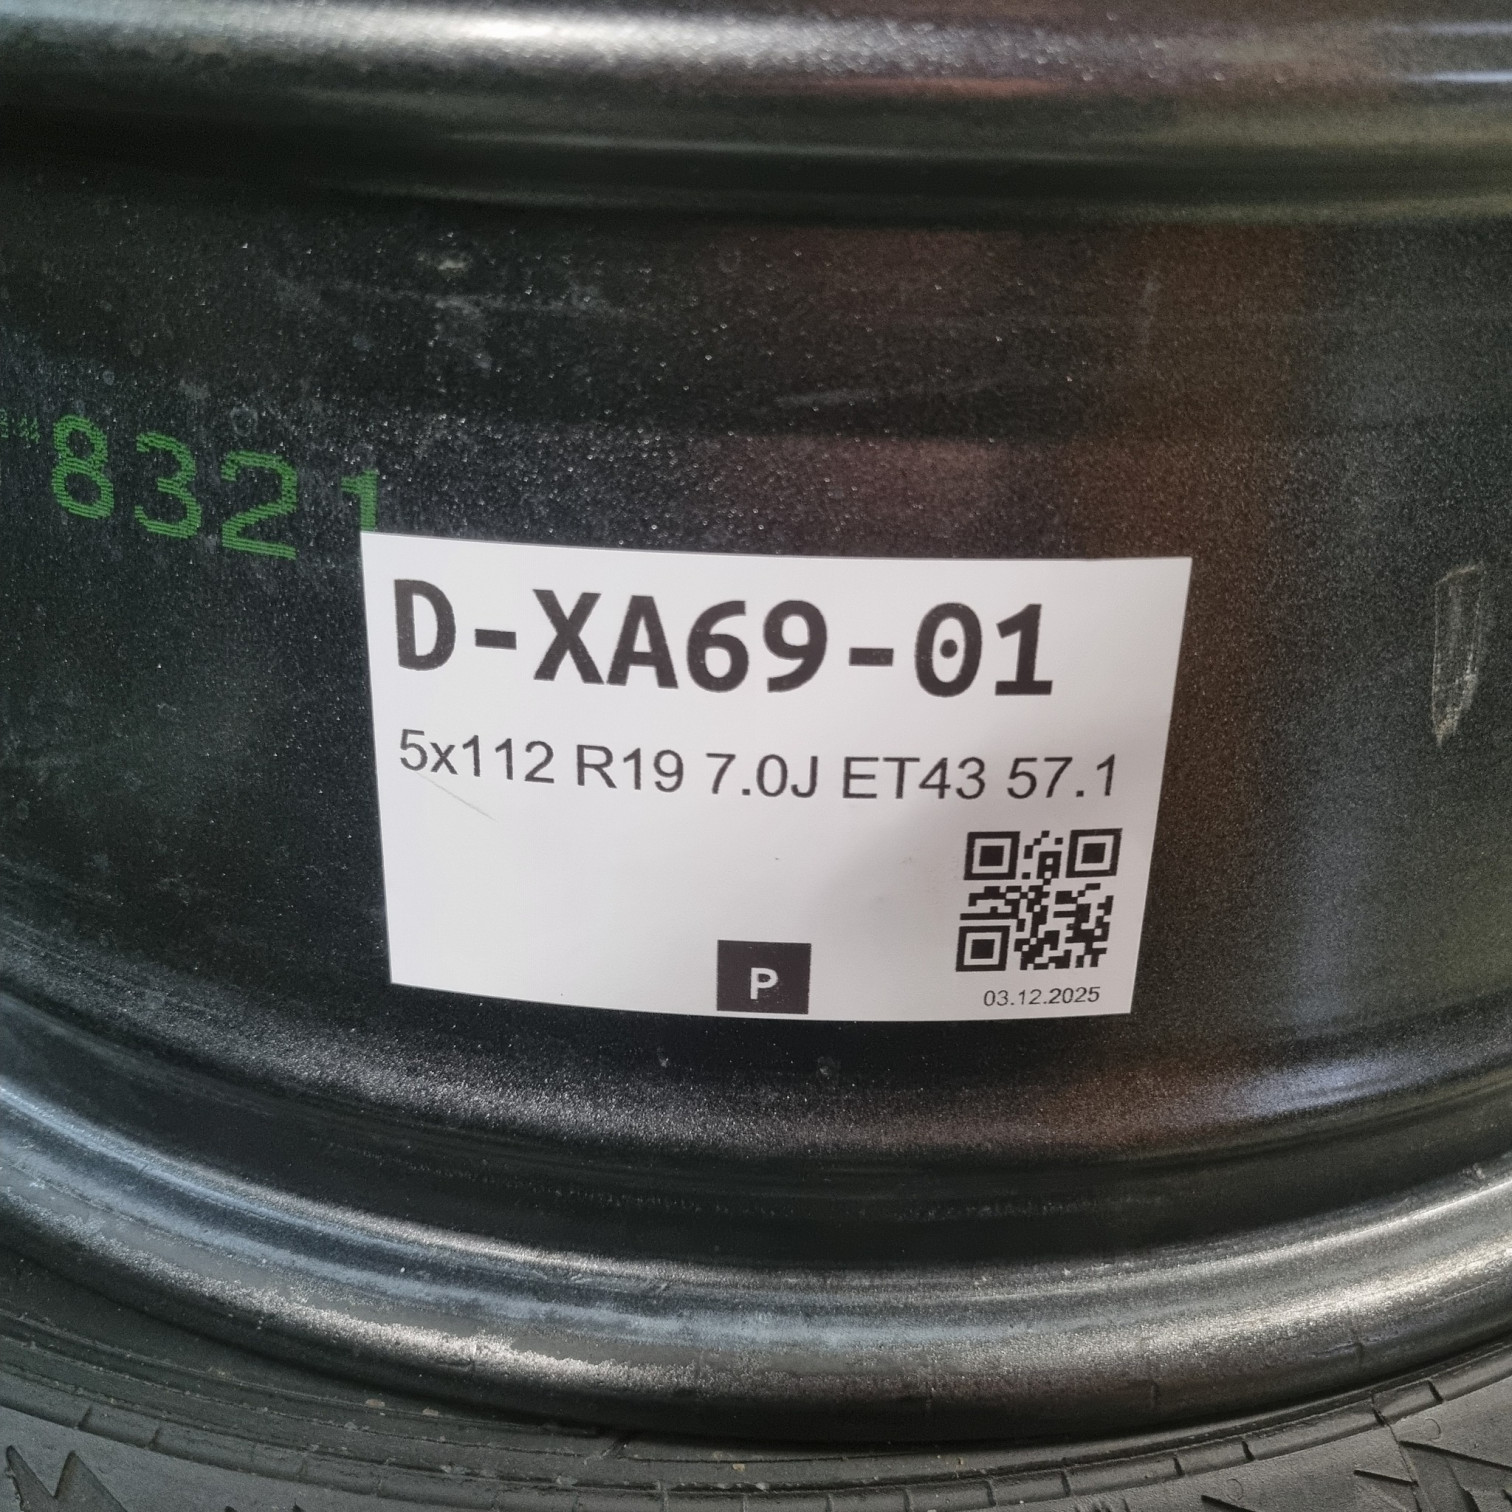 8321
D-XA69-01
5x112 R19 7.0J ET43 57.1
P
03.12.2025